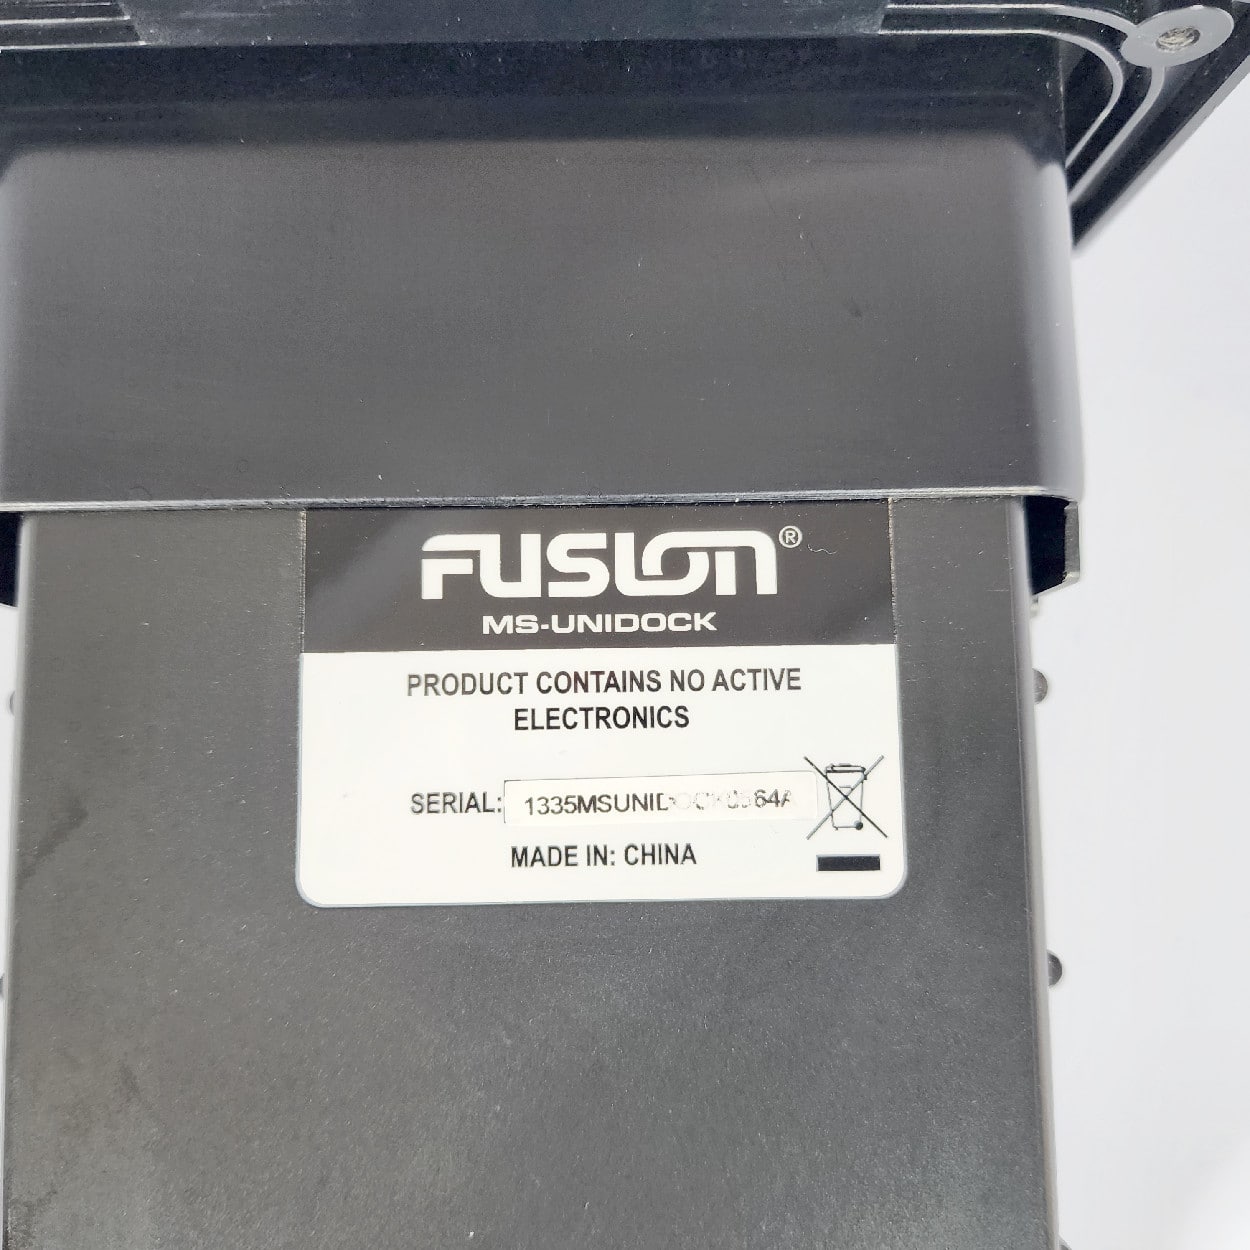 FUSION®
MS-UNIDOCK
PRODUCT CONTAINS NO ACTIVE
ELECTRONICS
SERIAL:
MADE IN: CHINA